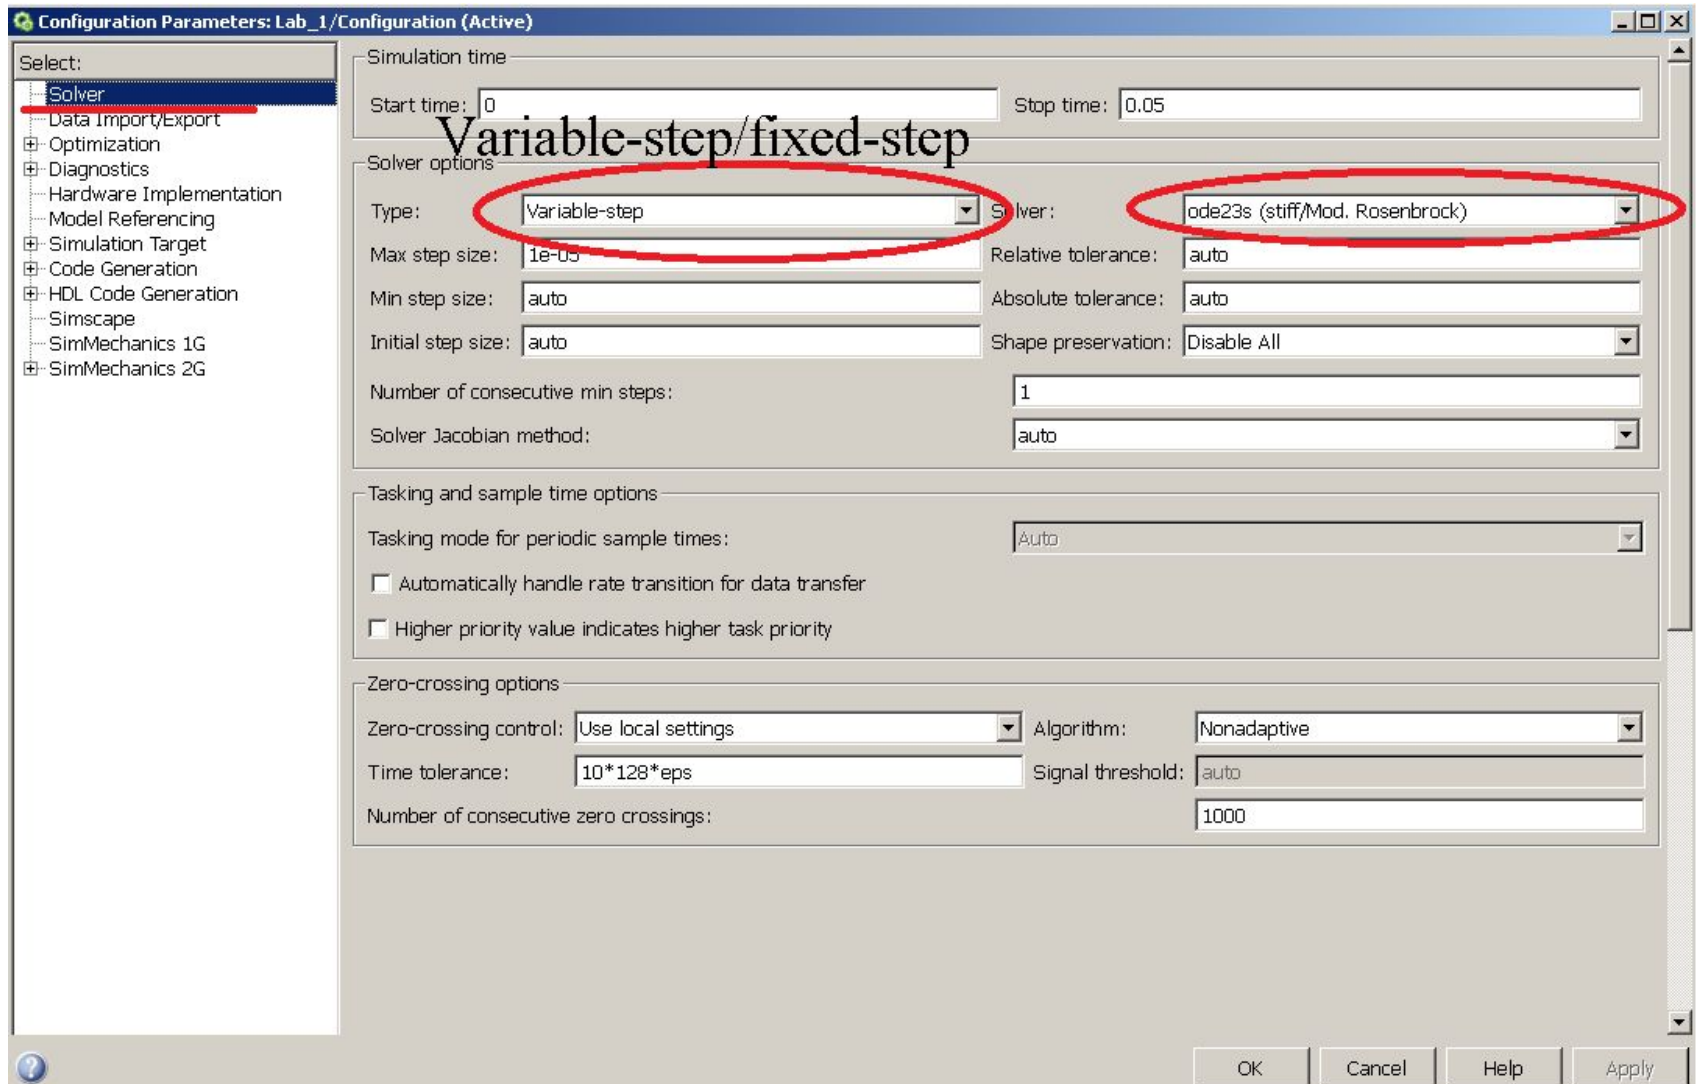 Configuration Parameters: Lab_1/Configuration (Active)
Select:
Solver
Data Import/Export
Optimization
Diagnostics
Hardware Implementation
Model Referencing
Simulation Target
Code Generation
HDL Code Generation
Simscape
SimMechanics 1G
SimMechanics 2G
Simulation time
Start time: 0 Stop time: 0.05
Variable-step/fixed-step
Solver options
Type: Variable-step Solver: ode23s (stiff/Mod. Rosenbrock)
Max step size: 1e-05 Relative tolerance: auto
Min step size: auto Absolute tolerance: auto
Initial step size: auto Shape preservation: Disable All
Number of consecutive min steps: 1
Solver Jacobian method: auto
Tasking and sample time options
Tasking mode for periodic sample times: Auto
Automatically handle rate transition for data transfer
Higher priority value indicates higher task priority
Zero-crossing options
Zero-crossing control: Use local settings Algorithm: Nonadaptive
Time tolerance: 10*128*eps Signal threshold: auto
Number of consecutive zero crossings: 1000
OK Cancel Help Apply